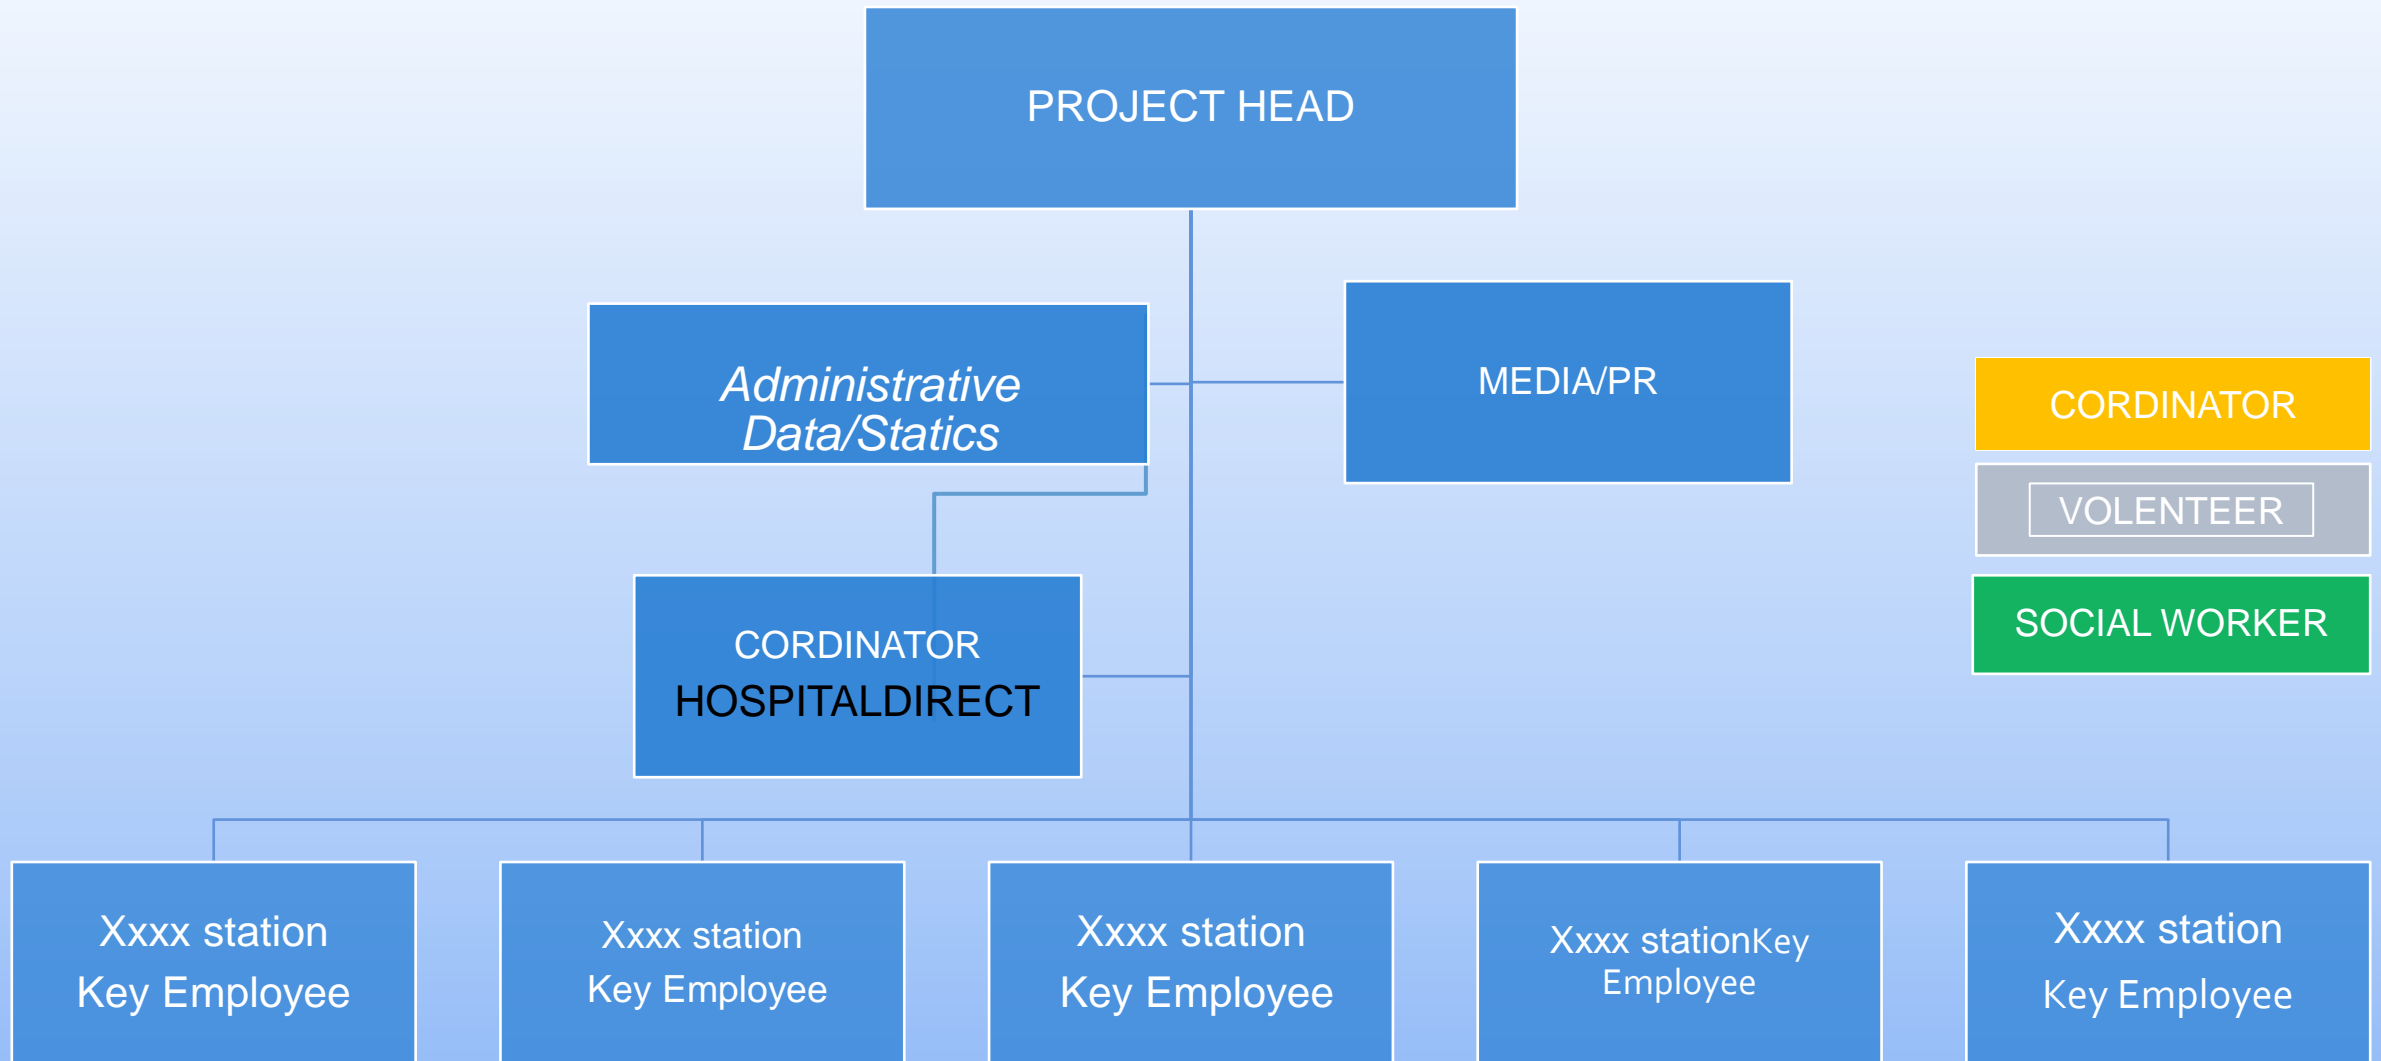 PROJECT HEAD
Administrative
Data/Statics
MEDIA/PR
CORDINATOR
VOLENTEER
SOCIAL WORKER
CORDINATOR
HOSPITALDIRECT
Xxxx station
Key Employee
Xxxx station
Key Employee
Xxxx station
Key Employee
Xxxx stationKey
Employee
Xxxx station
Key Employee